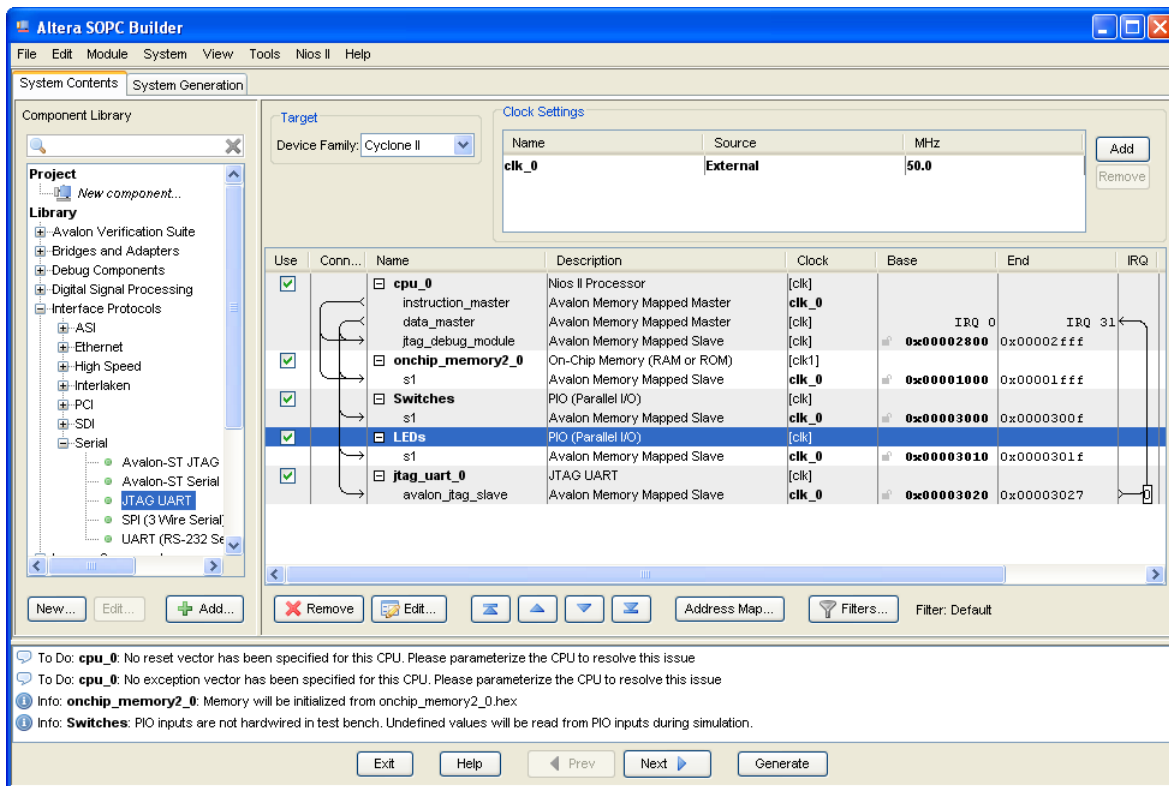 Altera SOPC Builder
File Edit Module System View Tools Nios II Help
System Contents System Generation
Component Library
Project
New component...
Library
Avalon Verification Suite
Bridges and Adapters
Debug Components
Digital Signal Processing
Interface Protocols
ASI
Ethernet
High Speed
Interlaken
PCI
SDI
Serial
Avalon-ST JTAG
Avalon-ST Serial
JTAG UART
SPI (3 Wire Serial)
UART (RS-232 Se
New... Edit... Add...
Target
Device Family: Cyclone II
Clock Settings
Name Source MHz
clk_0 External 50.0
Add
Remove
Use Conn... Name Description Clock Base End IRQ
cpu_0 Nios II Processor [clk]
instruction_master Avalon Memory Mapped Master clk_0
data_master Avalon Memory Mapped Master [clk] IRQ 0 IRQ 31
jtag_debug_module Avalon Memory Mapped Slave [clk] 0x00002800 0x00002fff
onchip_memory2_0 On-Chip Memory (RAM or ROM) [clk1]
s1 Avalon Memory Mapped Slave clk_0 0x00001000 0x00001fff
Switches PIO (Parallel I/O) [clk]
s1 Avalon Memory Mapped Slave clk_0 0x00003000 0x0000300f
LEDs PIO (Parallel I/O) [clk]
s1 Avalon Memory Mapped Slave clk_0 0x00003010 0x0000301f
jtag_uart_0 JTAG UART [clk]
avalon_jtag_slave Avalon Memory Mapped Slave clk_0 0x00003020 0x00003027 0
Remove Edit... Address Map... Filters... Filter: Default
To Do: cpu_0: No reset vector has been specified for this CPU. Please parameterize the CPU to resolve this issue
To Do: cpu_0: No exception vector has been specified for this CPU. Please parameterize the CPU to resolve this issue
Info: onchip_memory2_0: Memory will be initialized from onchip_memory2_0.hex
Info: Switches: PIO inputs are not hardwired in test bench. Undefined values will be read from PIO inputs during simulation.
Exit Help Prev Next Generate